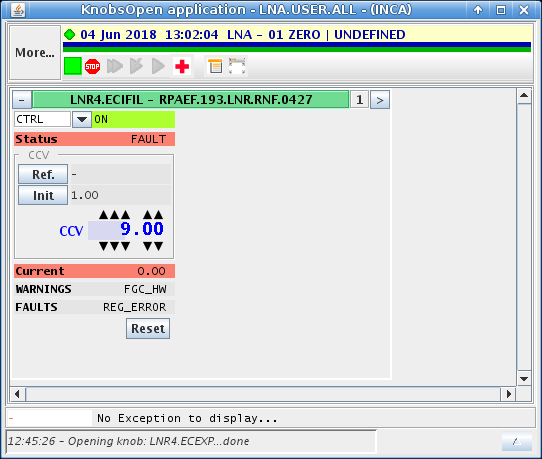 KnobsOpen application - LNA.USER.ALL - (INCA)
More...
04 Jun 2018 13:02:04 LNA - 01 ZERO | UNDEFINED
STOP
- LNR4.ECIFIL - RPAEF.193.LNR.RNF.0427 1 >
CTRL ON
Status FAULT
CCV
Ref. -
Init 1.00
CCV 9.00
Current 0.00
WARNINGS FGC_HW
FAULTS REG_ERROR
Reset
- No Exception to display...
12:45:26 - Opening knob: LNR4.ECEXP...done